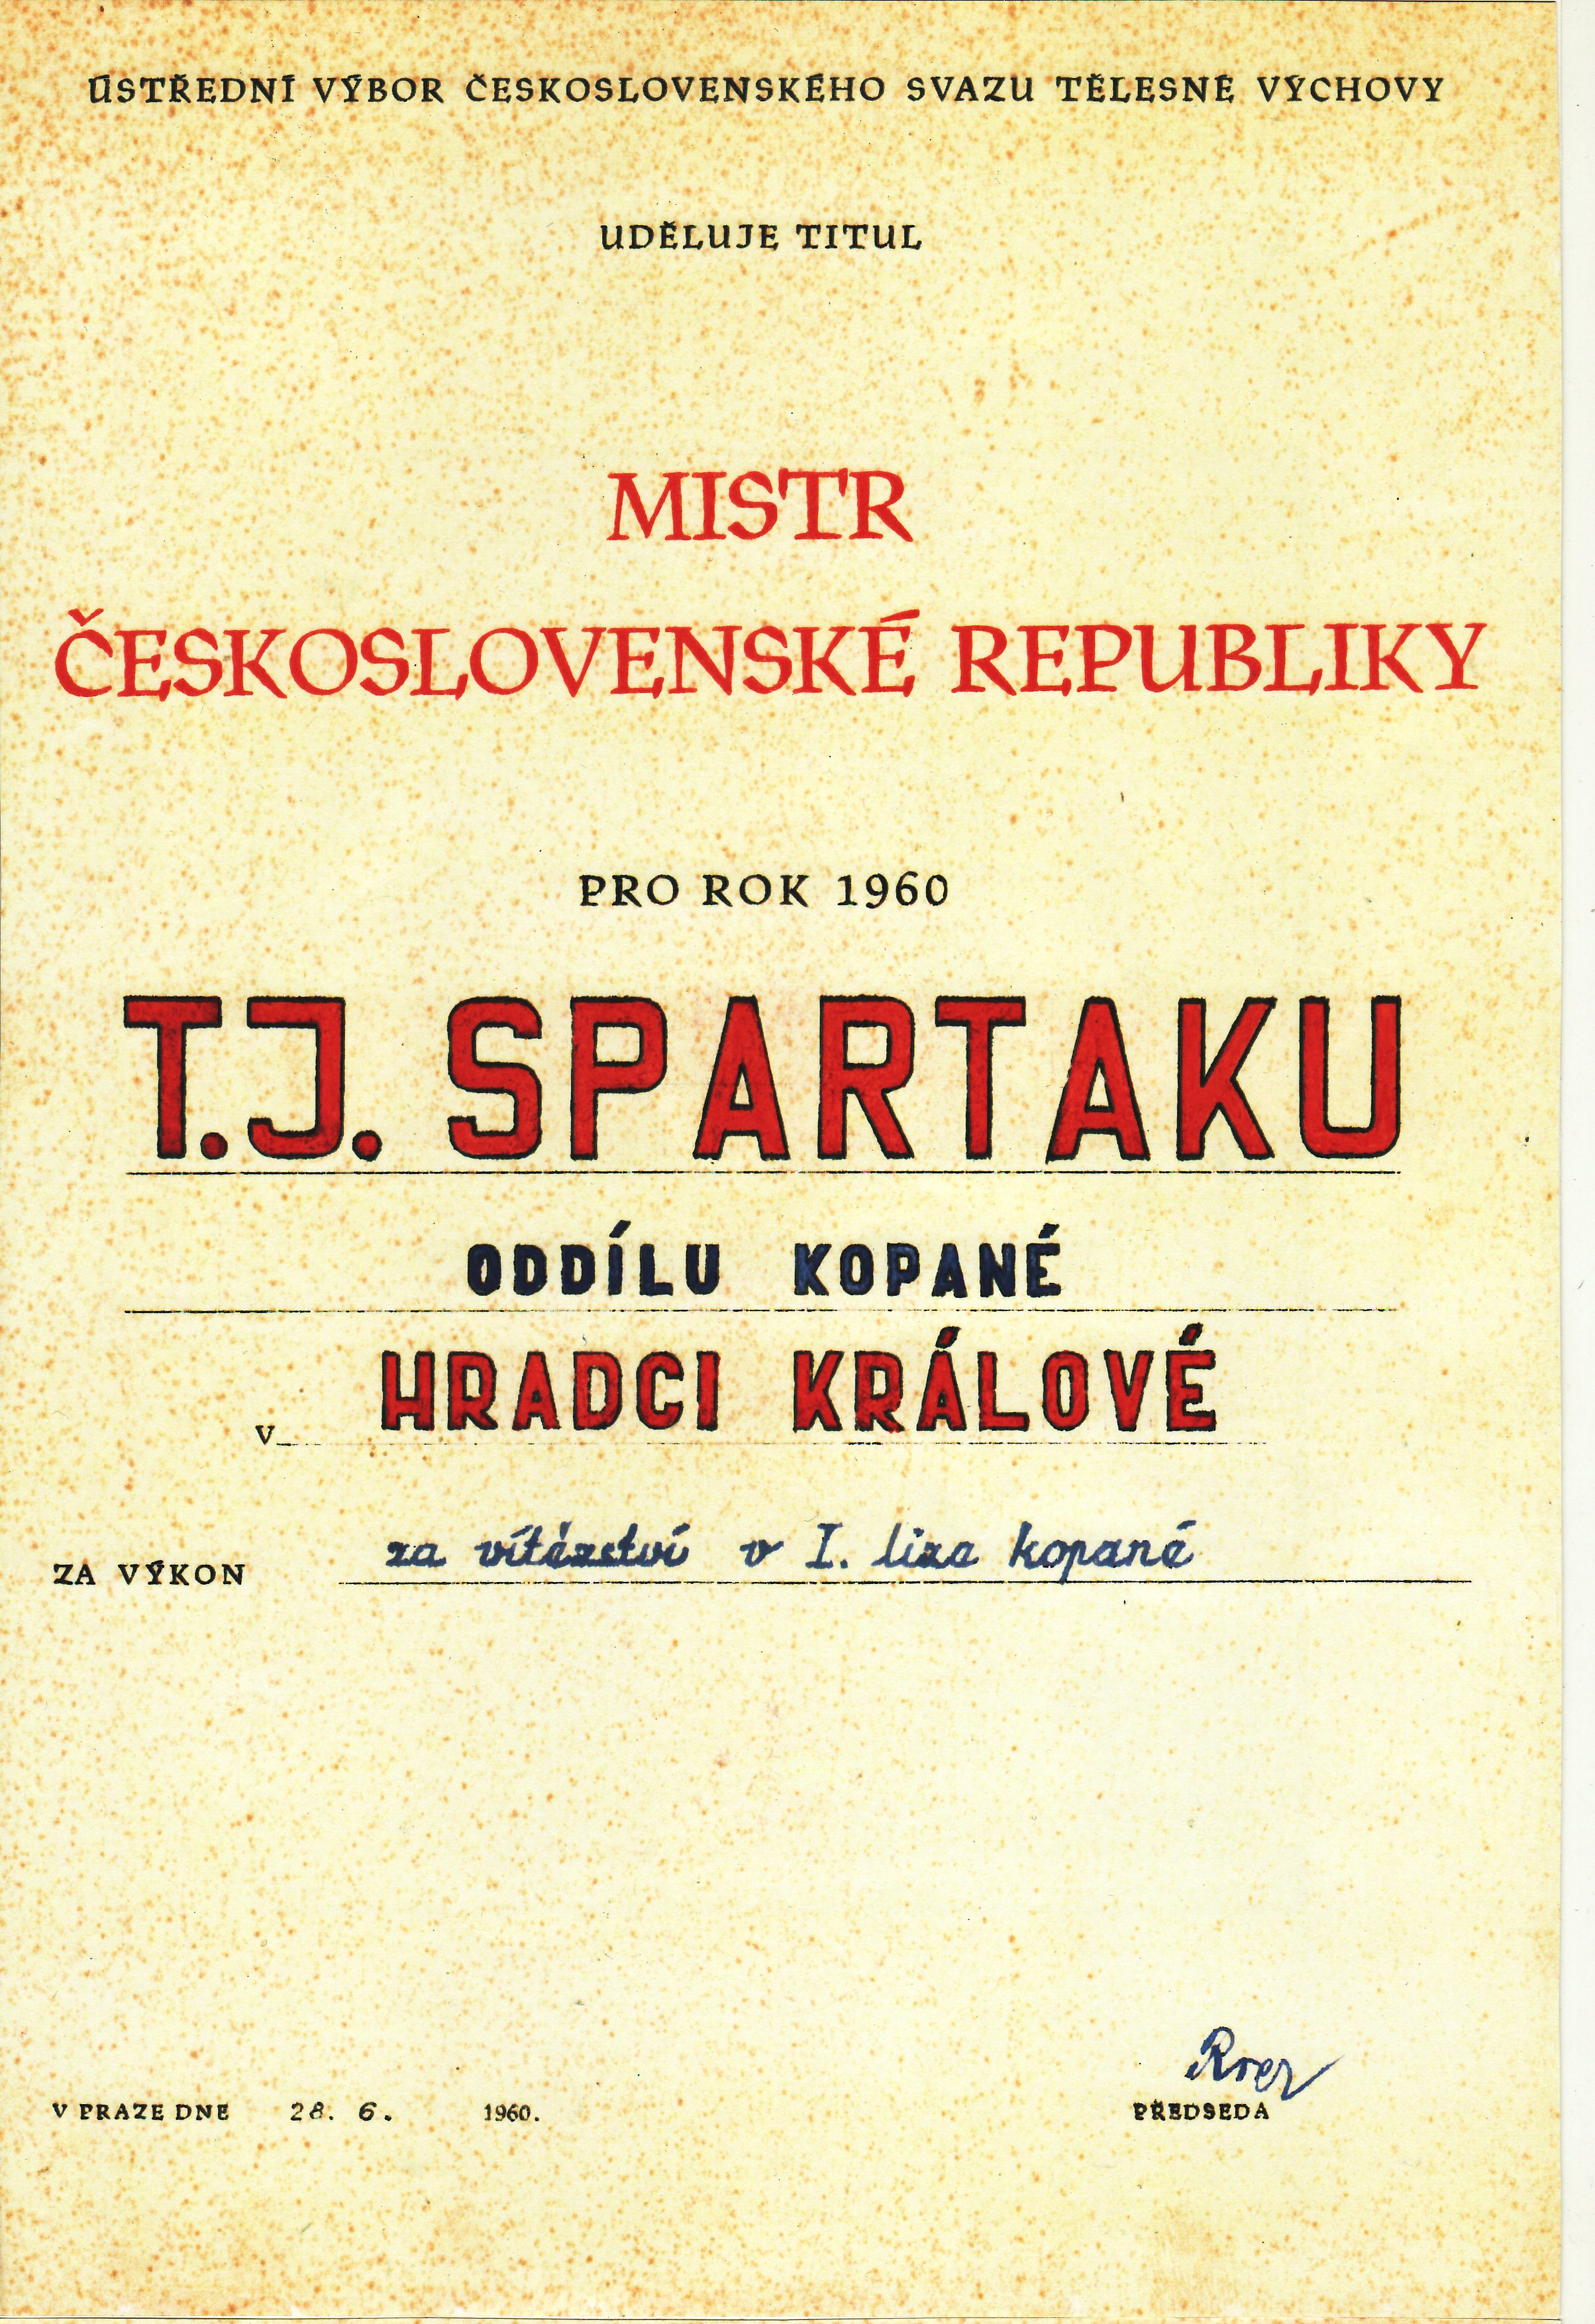 ÚSTŘEDNÍ VÝBOR ČESKOSLOVENSKÉHO SVAZU TĚLESNÉ VÝCHOVY
UDĚLUJE TITUL
MISTR
ČESKOSLOVENSKÉ REPUBLIKY
PRO ROK 1960
T.J. SPARTAKU
ODDÍLU KOPANÉ
V HRADCI KRÁLOVÉ
ZA VÝKON za vítězství v I. lize kopané
V PRAZE DNE 28. 6. 1960.
PŘEDSEDA